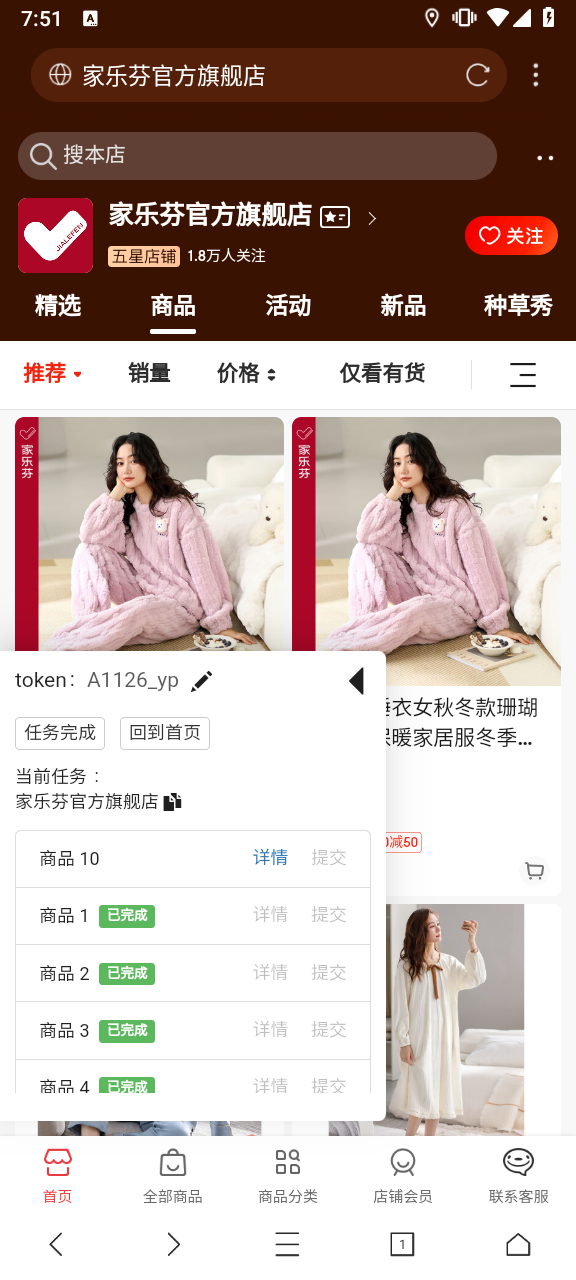 7:51
A
家乐芬官方旗舰店
搜本店
JIALEFEN
家乐芬官方旗舰店
五星店铺 1.8万人关注
关注
精选 商品 活动 新品 种草秀
推荐 销量 价格 仅看有货
家乐芬 家乐芬
token： A1126_yp
任务完成 回到首页
衣女秋冬款珊瑚
暖家居服冬季...
当前任务：
家乐芬官方旗舰店
减50
商品 10 详情 提交
商品 1 已完成 详情 提交
商品 2 已完成 详情 提交
商品 3 已完成 详情 提交
商品 4 已完成 详情 提交
首页 全部商品 商品分类 店铺会员 联系客服
1